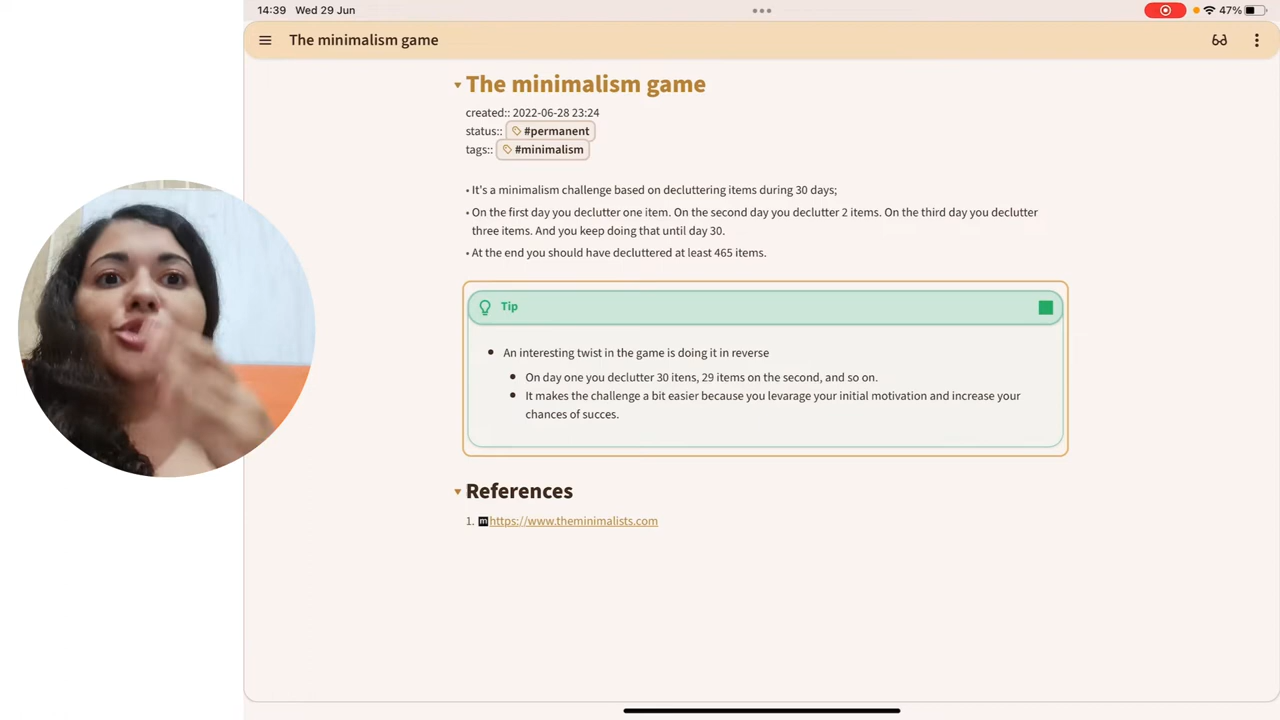 14:39 Wed 29 Jun 47%
The minimalism game
The minimalism game
created:: 2022-06-28 23:24
status:: #permanent
tags:: #minimalism
• It's a minimalism challenge based on decluttering items during 30 days;
• On the first day you declutter one item. On the second day you declutter 2 items. On the third day you declutter
three items. And you keep doing that until day 30.
• At the end you should have decluttered at least 465 items.
Tip
• An interesting twist in the game is doing it in reverse
• On day one you declutter 30 itens, 29 items on the second, and so on.
• It makes the challenge a bit easier because you levarage your initial motivation and increase your
chances of succes.
References
1. m https://www.theminimalists.com